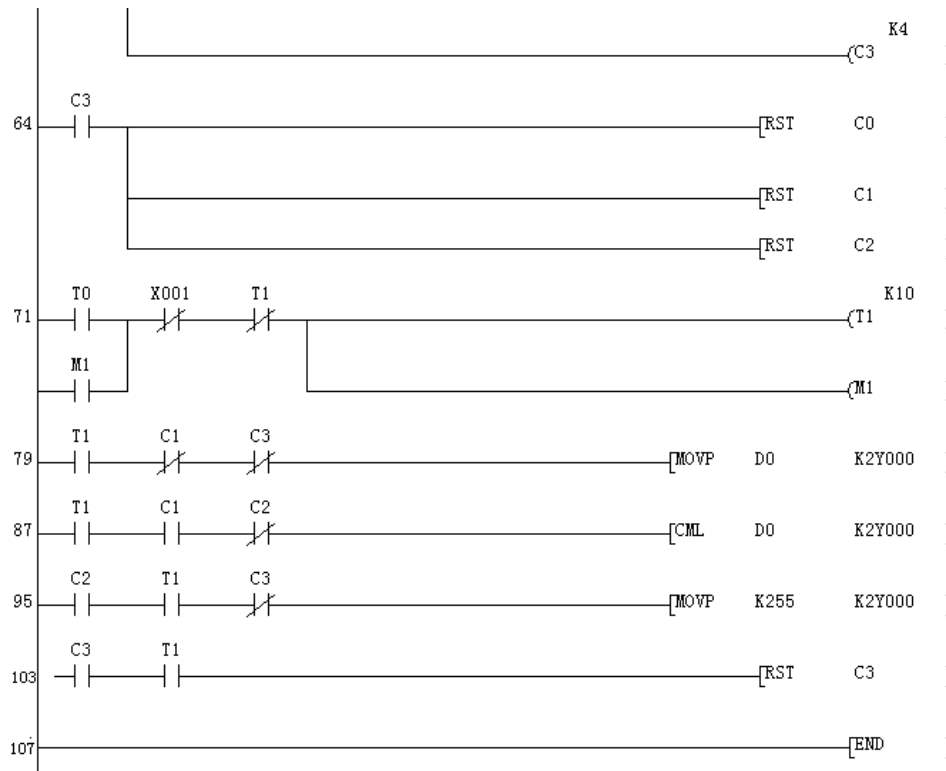 K4
C3
C3
64 RST C0
RST C1
RST C2
T0 X001 T1 K10
71 T1
M1
M1
T1 C1 C3
79 MOVP D0 K2Y000
T1 C1 C2
87 CML D0 K2Y000
C2 T1 C3
95 MOVP K255 K2Y000
C3 T1
103 RST C3
107 END